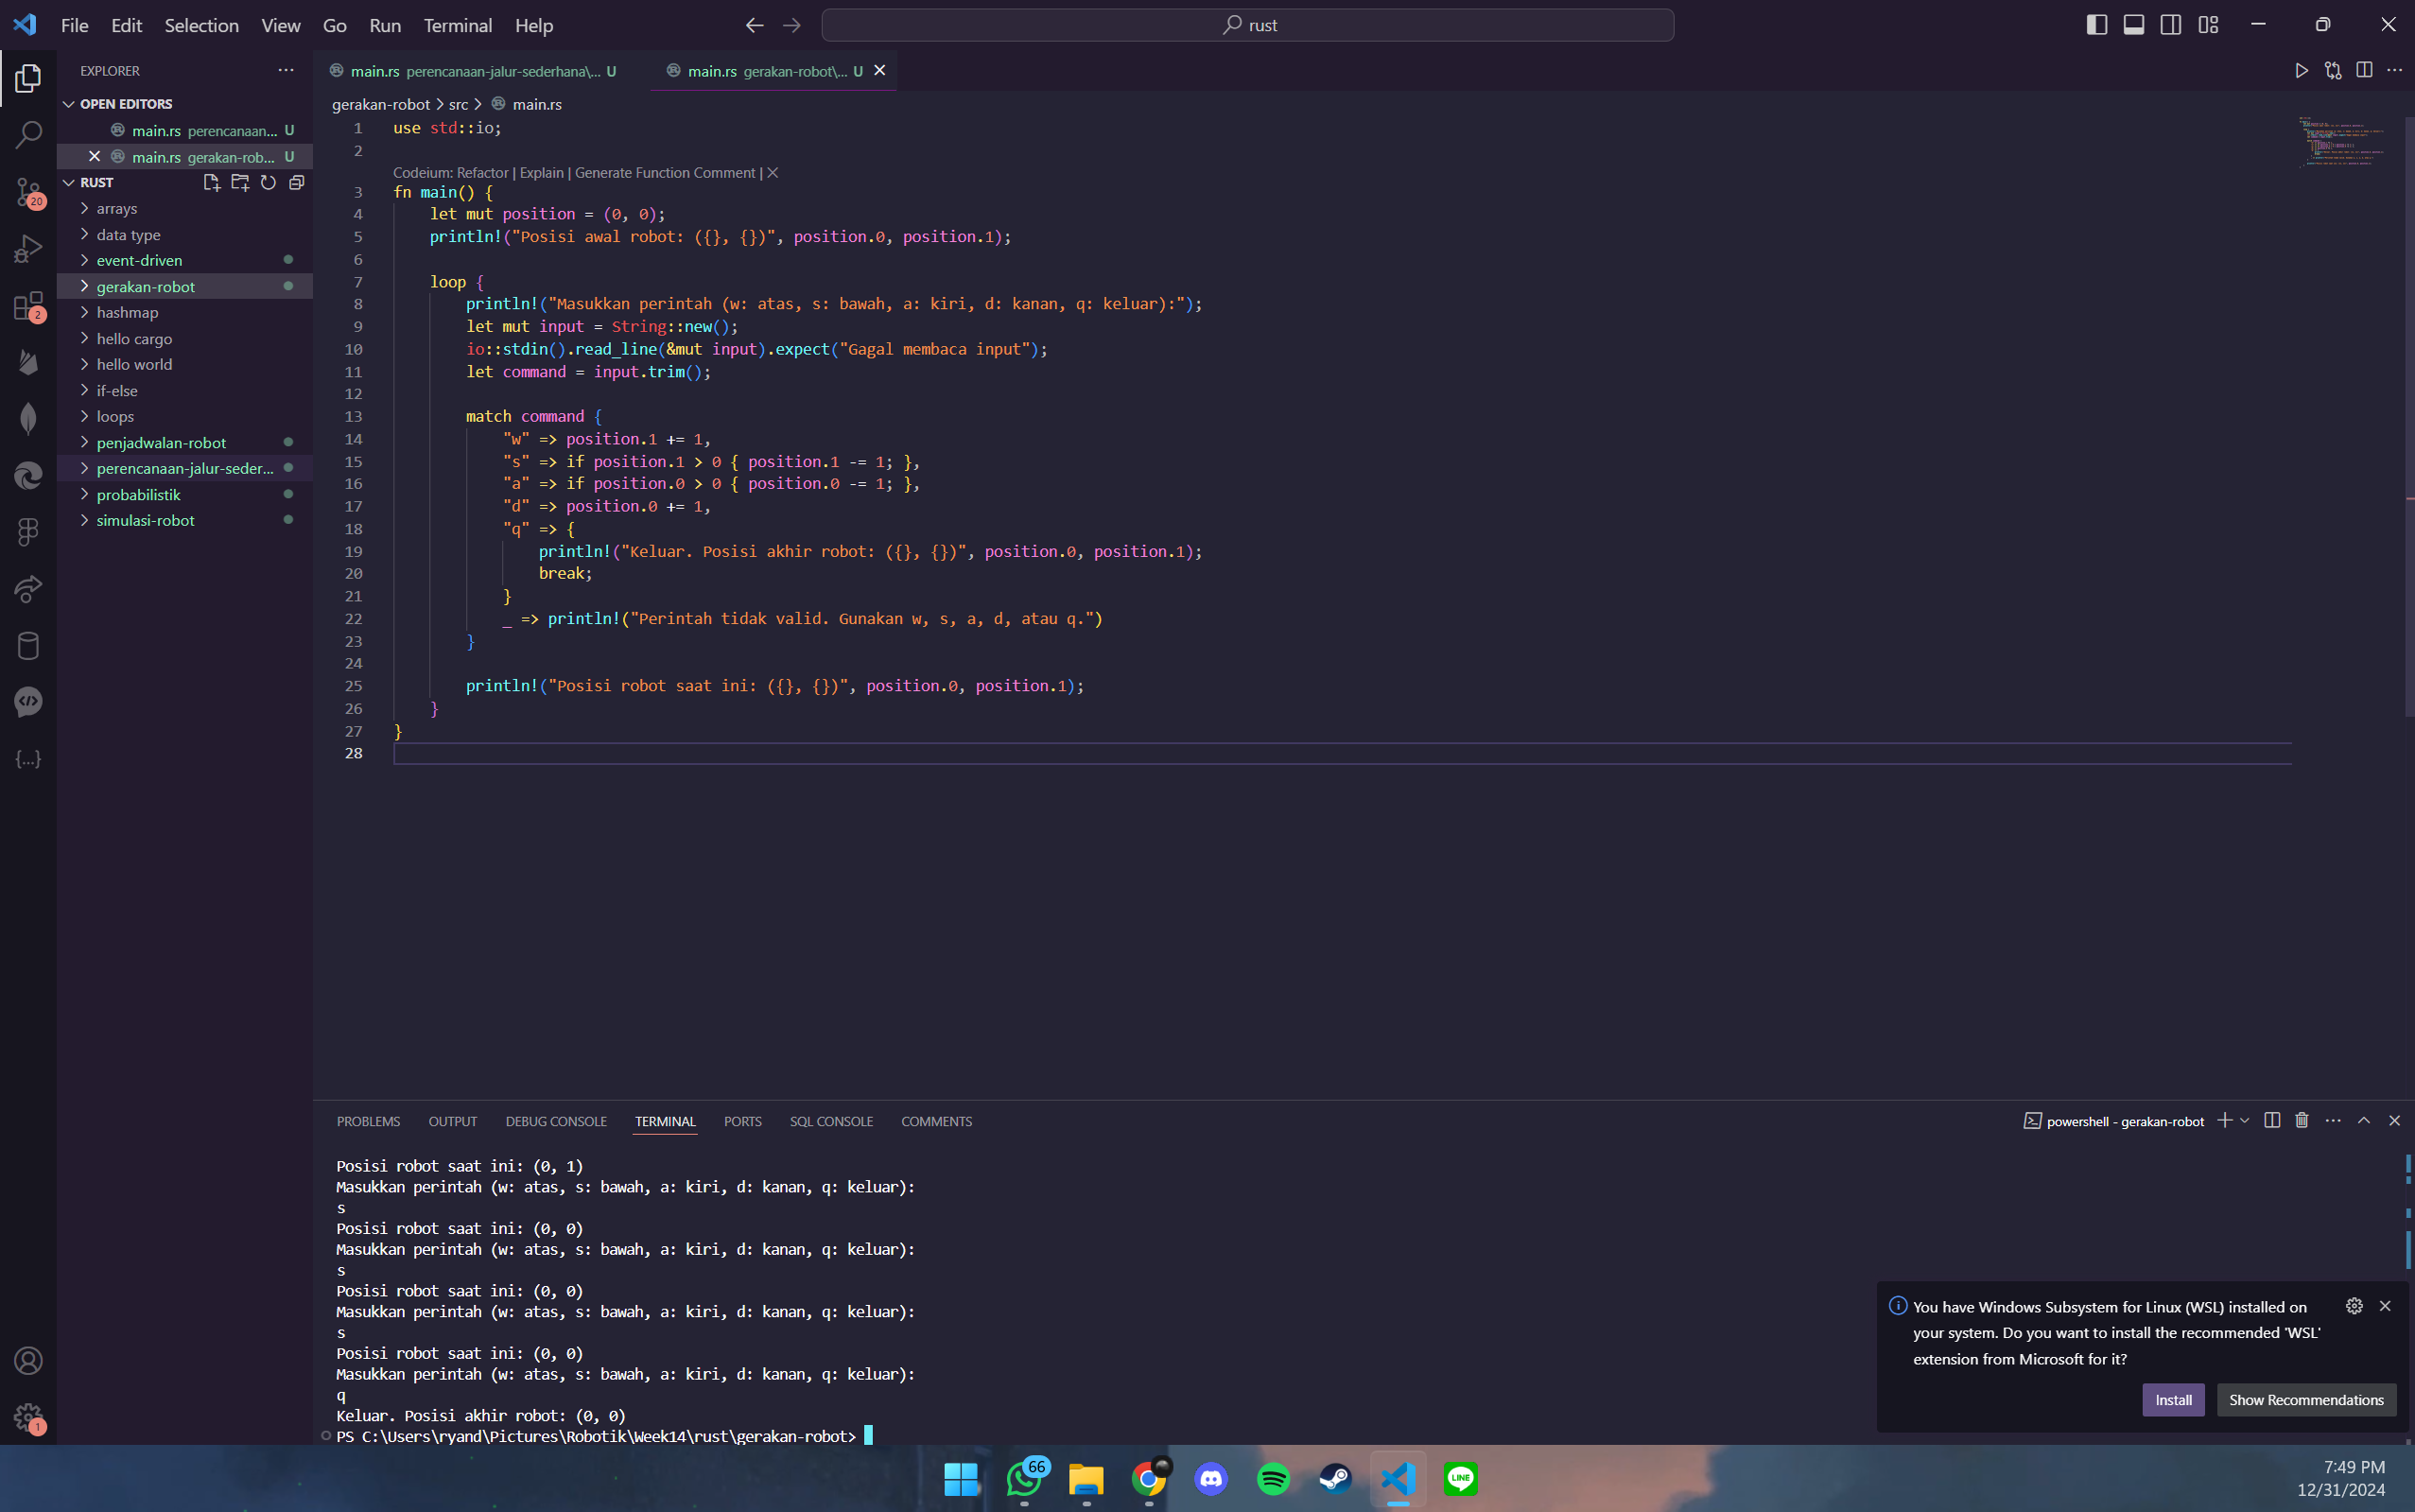 File Edit Selection View Go Run Terminal Help
rust
EXPLORER
OPEN EDITORS
main.rs perencanaan... U
main.rs gerakan-rob... U
RUST
arrays
data type
event-driven
gerakan-robot
hashmap
hello cargo
hello world
if-else
loops
penjadwalan-robot
perencanaan-jalur-seder...
probabilistik
simulasi-robot
20
2
1
main.rs perencanaan-jalur-sederhana\... U
main.rs gerakan-robot\... U
gerakan-robot > src > main.rs
1 use std::io;
2
Codeium: Refactor | Explain | Generate Function Comment | X
3 fn main() {
4 let mut position = (0, 0);
5 println!("Posisi awal robot: ({}, {})", position.0, position.1);
6
7 loop {
8 println!("Masukkan perintah (w: atas, s: bawah, a: kiri, d: kanan, q: keluar):");
9 let mut input = String::new();
10 io::stdin().read_line(&mut input).expect("Gagal membaca input");
11 let command = input.trim();
12
13 match command {
14 "w" => position.1 += 1,
15 "s" => if position.1 > 0 { position.1 -= 1; },
16 "a" => if position.0 > 0 { position.0 -= 1; },
17 "d" => position.0 += 1,
18 "q" => {
19 println!("Keluar. Posisi akhir robot: ({}, {})", position.0, position.1);
20 break;
21 }
22 _ => println!("Perintah tidak valid. Gunakan w, s, a, d, atau q.")
23 }
24
25 println!("Posisi robot saat ini: ({}, {})", position.0, position.1);
26 }
27 }
28
PROBLEMS OUTPUT DEBUG CONSOLE TERMINAL PORTS SQL CONSOLE COMMENTS
powershell - gerakan-robot
Posisi robot saat ini: (0, 1)
Masukkan perintah (w: atas, s: bawah, a: kiri, d: kanan, q: keluar):
s
Posisi robot saat ini: (0, 0)
Masukkan perintah (w: atas, s: bawah, a: kiri, d: kanan, q: keluar):
s
Posisi robot saat ini: (0, 0)
Masukkan perintah (w: atas, s: bawah, a: kiri, d: kanan, q: keluar):
s
Posisi robot saat ini: (0, 0)
Masukkan perintah (w: atas, s: bawah, a: kiri, d: kanan, q: keluar):
q
Keluar. Posisi akhir robot: (0, 0)
PS C:\Users\ryand\Pictures\Robotik\Week14\rust\gerakan-robot>
You have Windows Subsystem for Linux (WSL) installed on
your system. Do you want to install the recommended 'WSL'
extension from Microsoft for it?
Install Show Recommendations
66
LINE
7:49 PM
12/31/2024